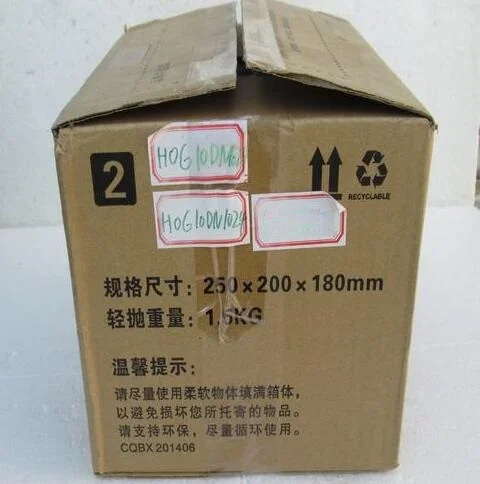 2
HOG10DN
HOG10DN1024
RECYCLABLE
规格尺寸：250×200×180mm
轻抛重量：1.5KG
温馨提示：
请尽量使用柔软物体填满箱体，
以避免损坏您所托寄的物品。
请支持环保，尽量循环使用。
CQBX 201406